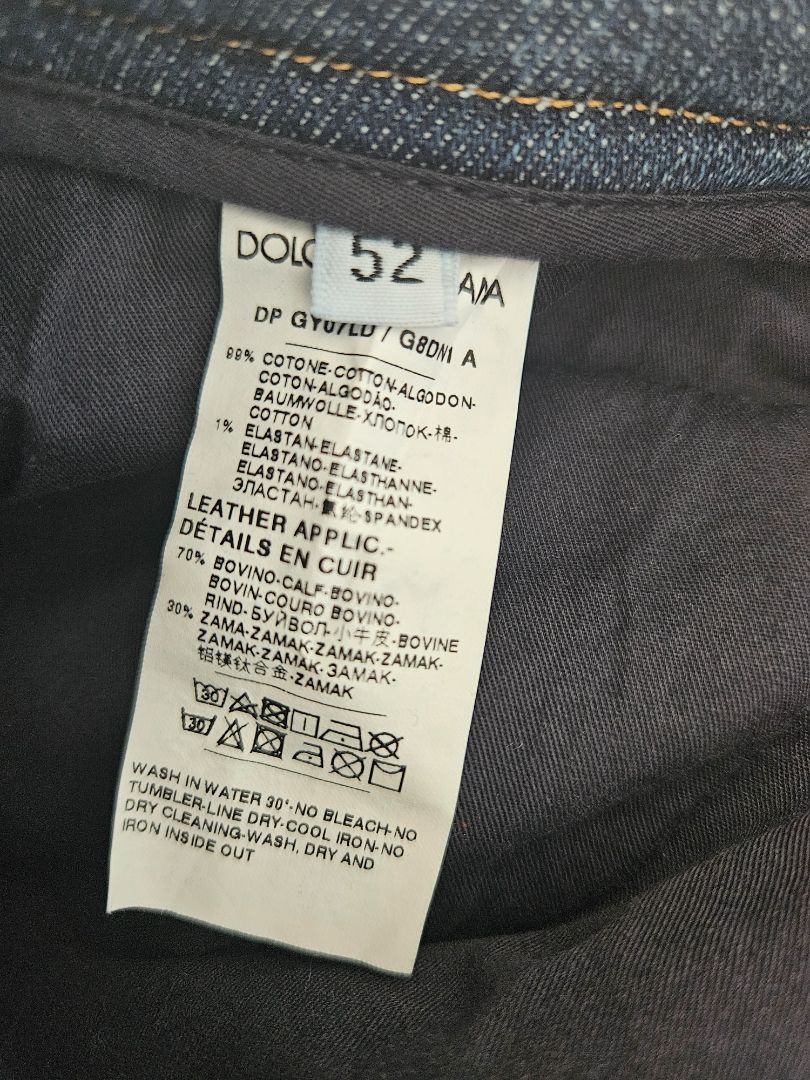 DOLC
52
A
DP GY07LD / G8DN1 A
99% COTONE-COTTON-ALGODON-
COTON-ALGODÃO-
BAUMWOLLE-ХЛОПОК-棉-
COTTON
1% ELASTAN-ELASTANE-
ELASTANO-ELASTHANNE-
ELASTANO-ELASTHAN-
ЭЛАСТАН-氨纶-SPANDEX
LEATHER APPLIC.-
DÉTAILS EN CUIR
70% BOVINO-CALF-BOVINO-
BOVIN-COURO BOVINO-
RIND-БУЙВОЛ-小牛皮-BOVINE
30% ZAMA-ZAMAK-ZAMAK-ZAMAK-
ZAMAK-ZAMAK-ЗАМАК-
铝镁钛合金-ZAMAK
30
30
WASH IN WATER 30°-NO BLEACH-NO
TUMBLER-LINE DRY-COOL IRON-NO
DRY CLEANING-WASH, DRY AND
IRON INSIDE OUT